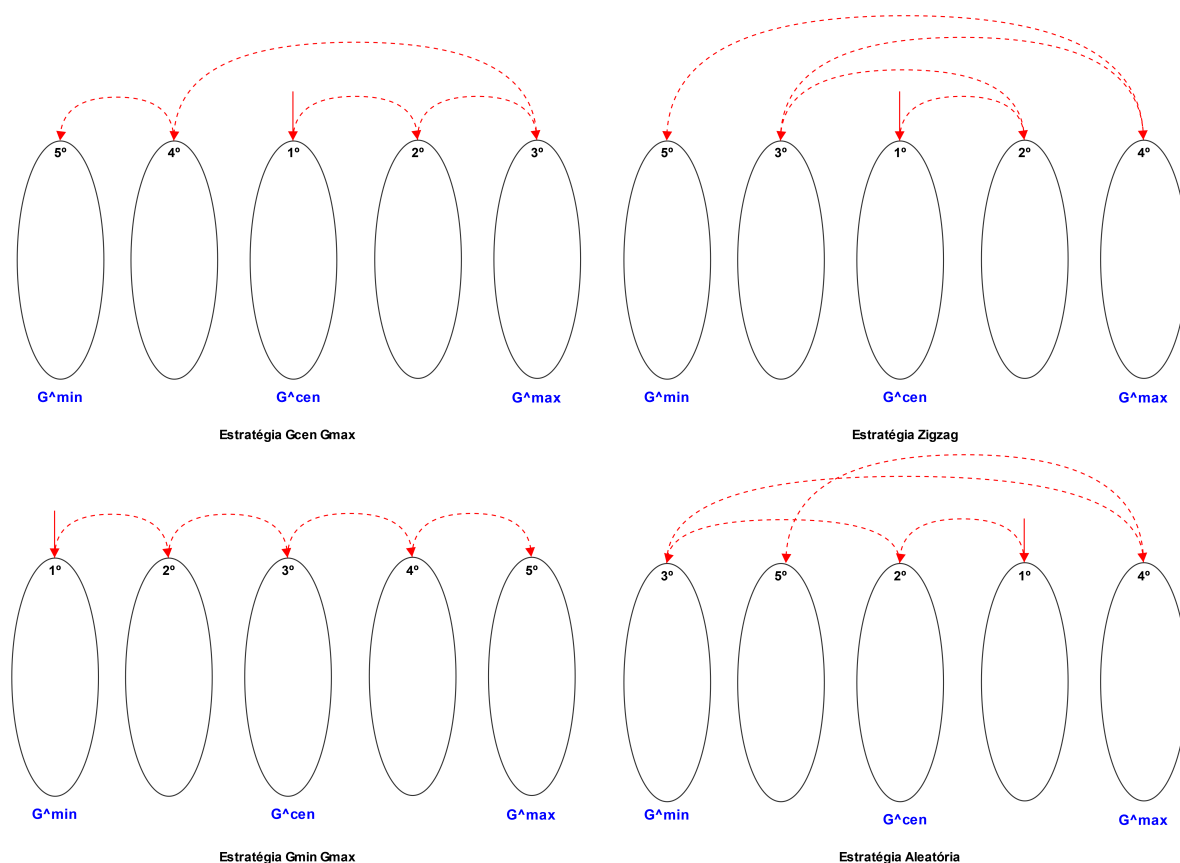 5º 4º 1º 2º 3º
G^min G^cen G^max
Estratégia Gcen Gmax
5º 3º 1º 2º 4º
G^min G^cen G^max
Estratégia Zigzag
1º 2º 3º 4º 5º
G^min G^cen G^max
Estratégia Gmin Gmax
3º 5º 2º 1º 4º
G^min G^cen G^max
Estratégia Aleatória